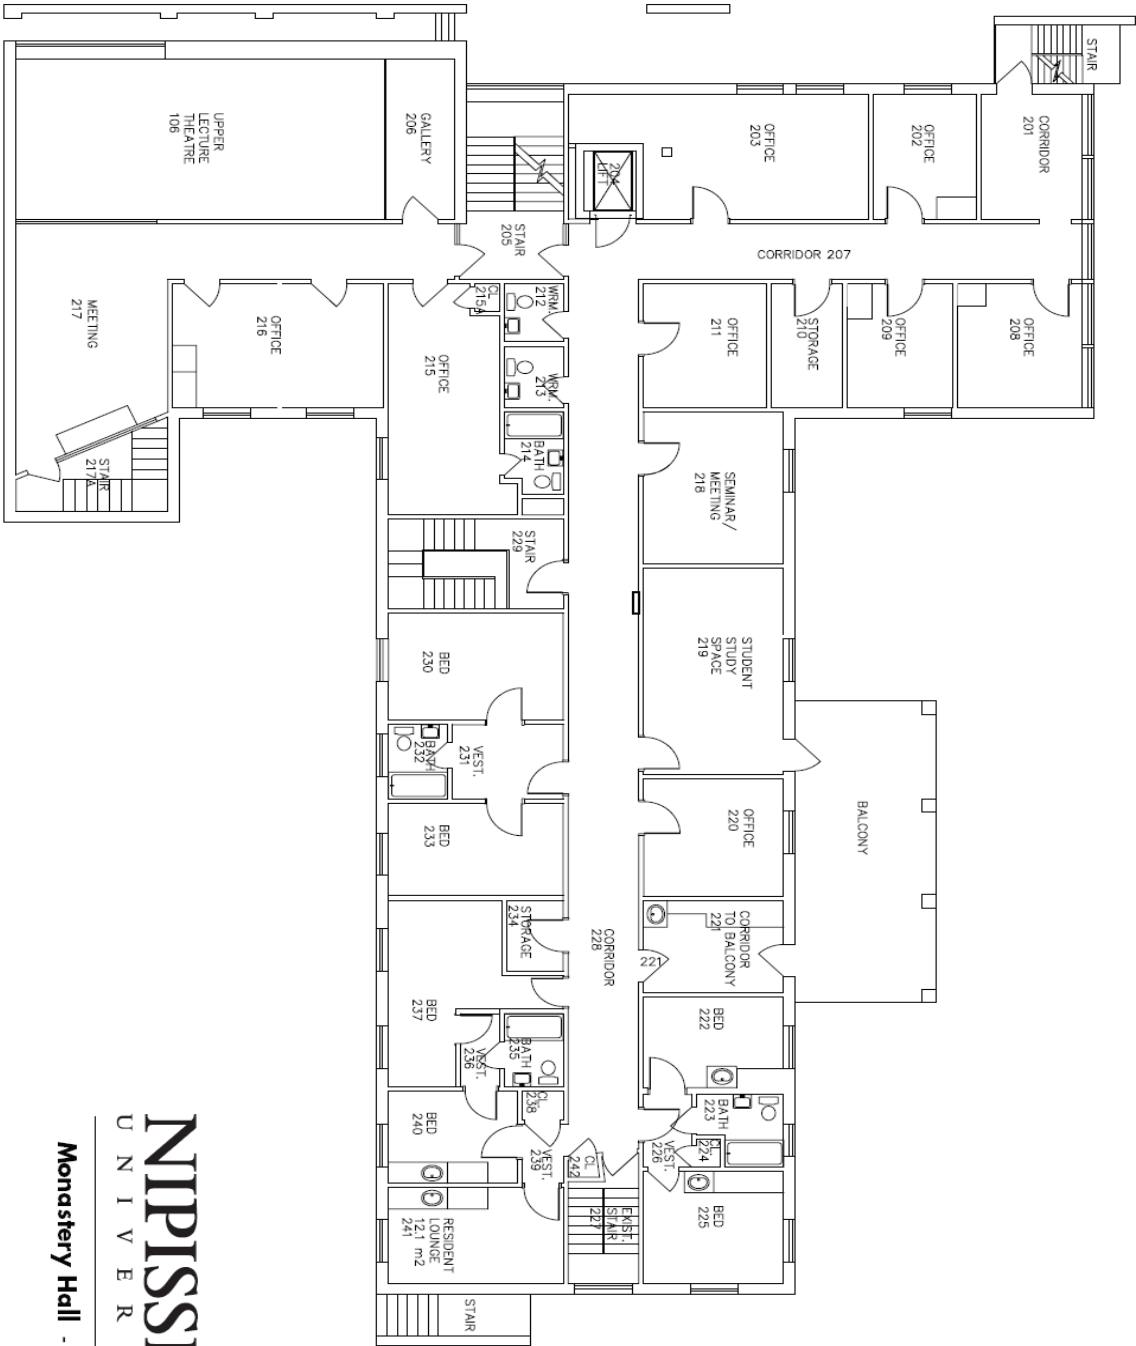 STAIR
UPPER
LECTURE
THEATRE
106
GALLERY
206
OFFICE
203
OFFICE
202
CORRIDOR
201
204
LIFT
STAIR
205
CORRIDOR 207
MEETING
217
OFFICE
216
CL
215A
WRM.
212
OFFICE
211
STORAGE
210
OFFICE
209
OFFICE
208
OFFICE
215
WRM.
213
BATH
214
STAIR
217A
SEMINAR/
MEETING
218
STAIR
229
BED
230
STUDENT
STUDY
SPACE
219
BATH
232
VEST.
231
BED
233
OFFICE
220
BALCONY
STORAGE
234
CORRIDOR
228
221
CORRIDOR
TO BALCONY
221
BED
237
VEST.
236
BATH
235
BED
222
BED
240
CL
238
BATH
223
CL
224
VEST.
239
CL
242
VEST.
226
RESIDENT
LOUNGE
12.1 m2
241
EXIST.
STAIR
227
BED
225
STAIR
NIPISSI
UNIVER
Monastery Hall -